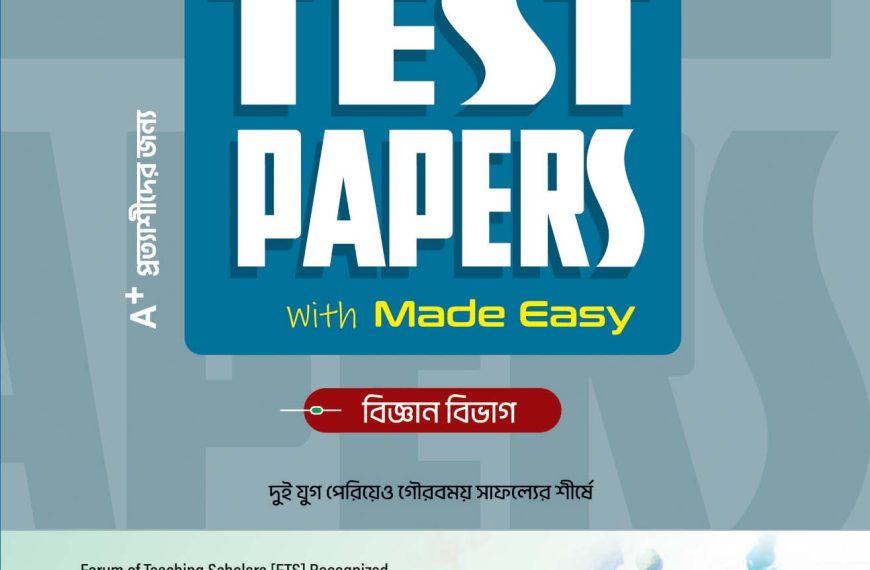 TEST
PAPERS
with Made Easy
A+ প্রত্যাশীদের জন্য
বিজ্ঞান বিভাগ
দুই যুগ পেরিয়েও গৌরবময় সাফল্যের শীর্ষে
Forum of Teaching Scholars [FTS] Recognized